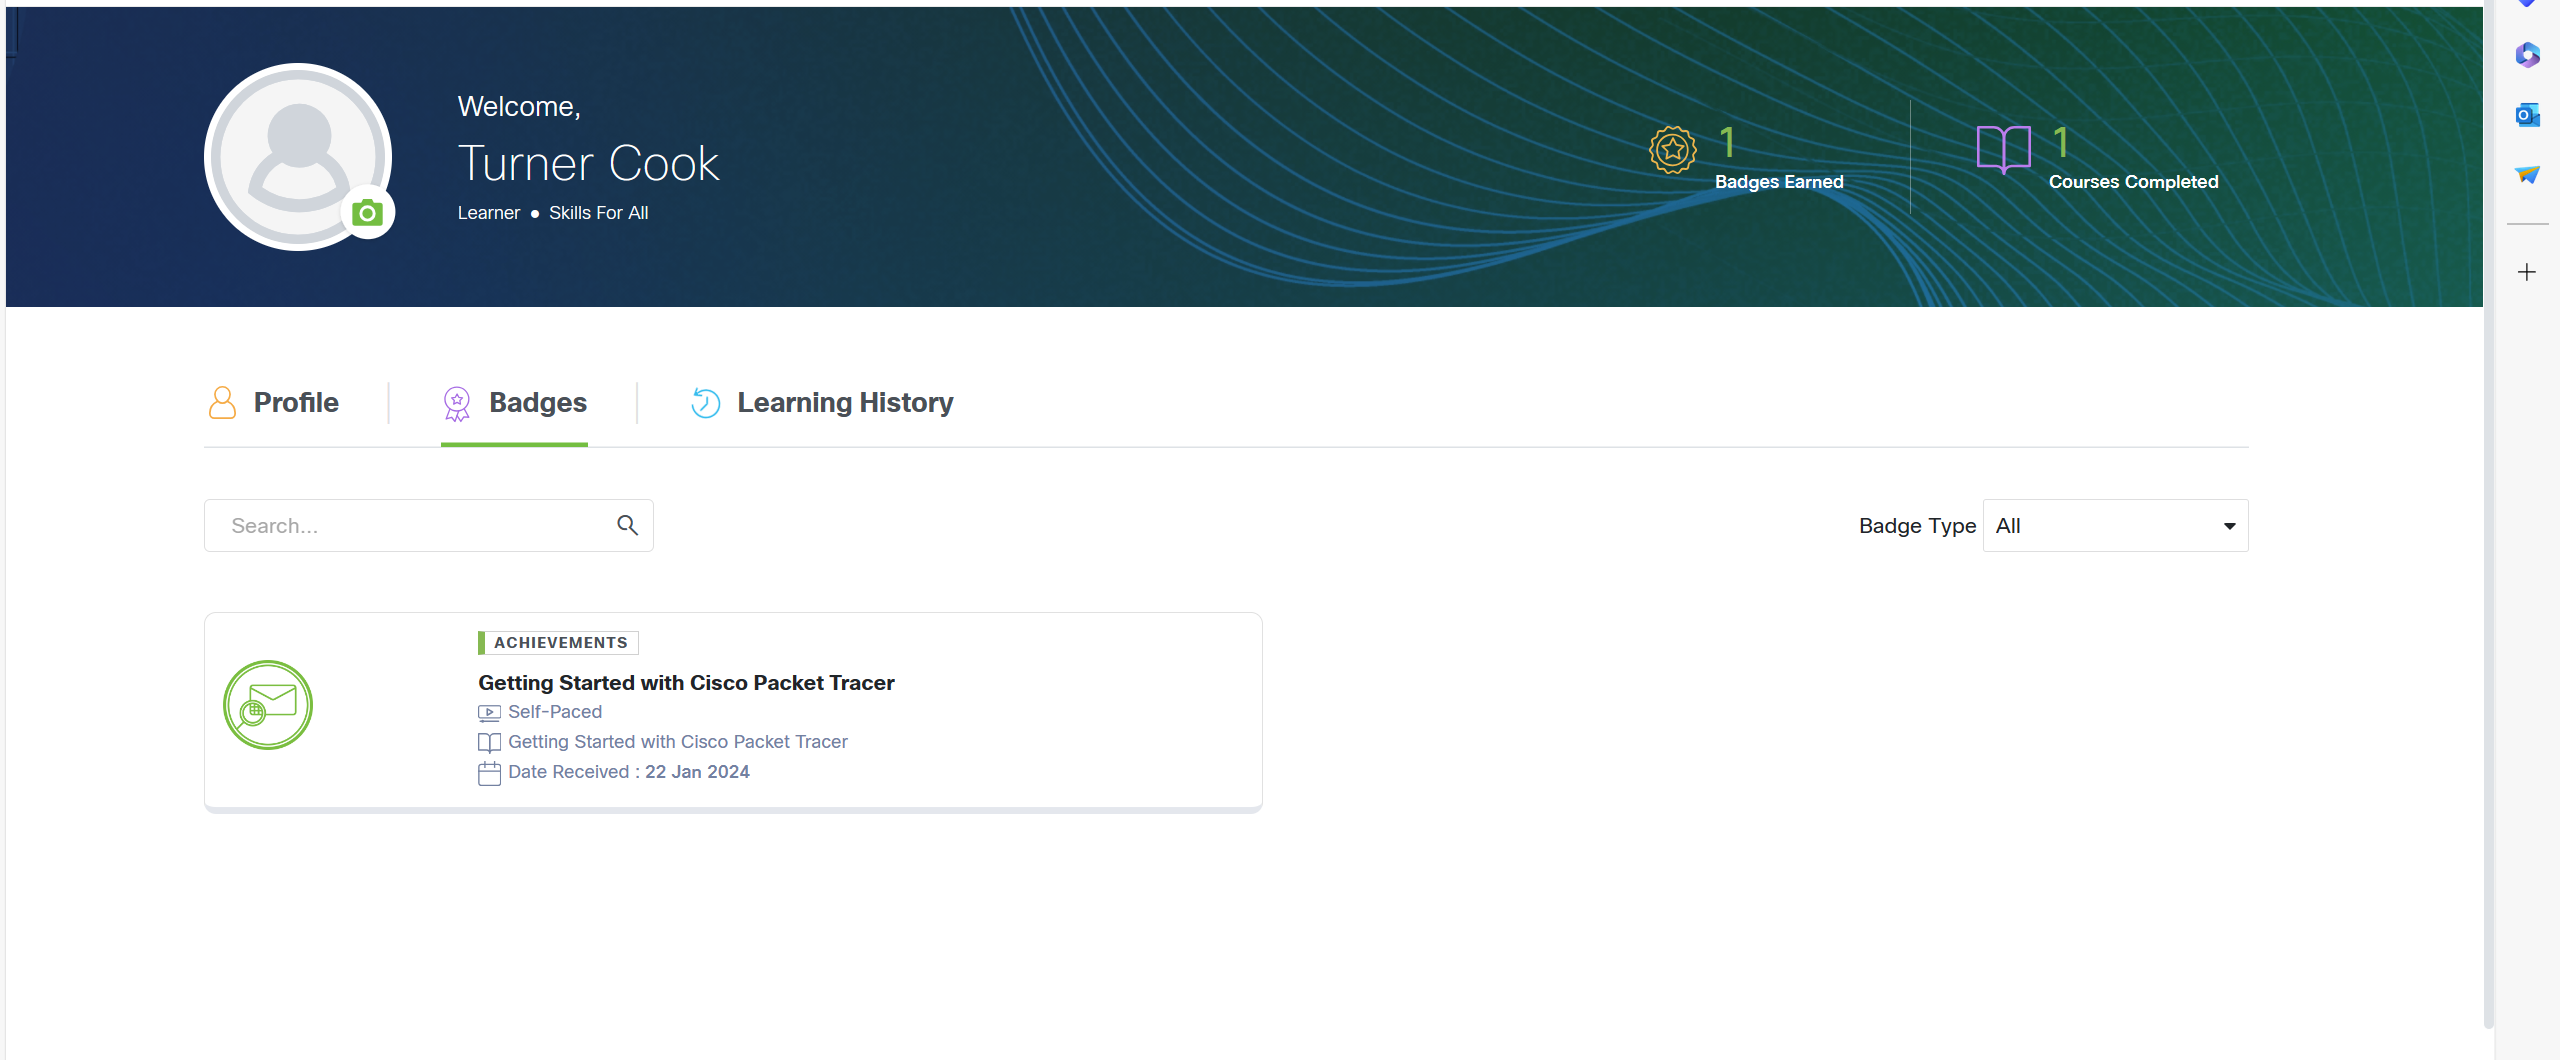 Welcome,
Turner Cook
Learner ● Skills For All
1
Badges Earned
1
Courses Completed
Profile
Badges
Learning History
Search...
Badge Type All
ACHIEVEMENTS
Getting Started with Cisco Packet Tracer
Self-Paced
Getting Started with Cisco Packet Tracer
Date Received : 22 Jan 2024